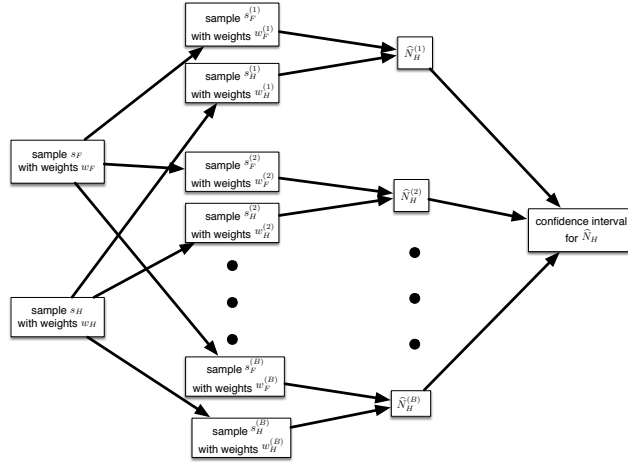 sample s_F^{(1)}
with weights w_F^{(1)}
sample s_H^{(1)}
with weights w_H^{(1)}
\widehat{N}_H^{(1)}
sample s_F
with weights w_F
sample s_F^{(2)}
with weights w_F^{(2)}
\widehat{N}_H^{(2)}
sample s_H^{(2)}
with weights w_H^{(2)}
confidence interval
for \widehat{N}_H
sample s_H
with weights w_H
sample s_F^{(B)}
with weights w_F^{(B)}
\widehat{N}_H^{(B)}
sample s_H^{(B)}
with weights w_H^{(B)}